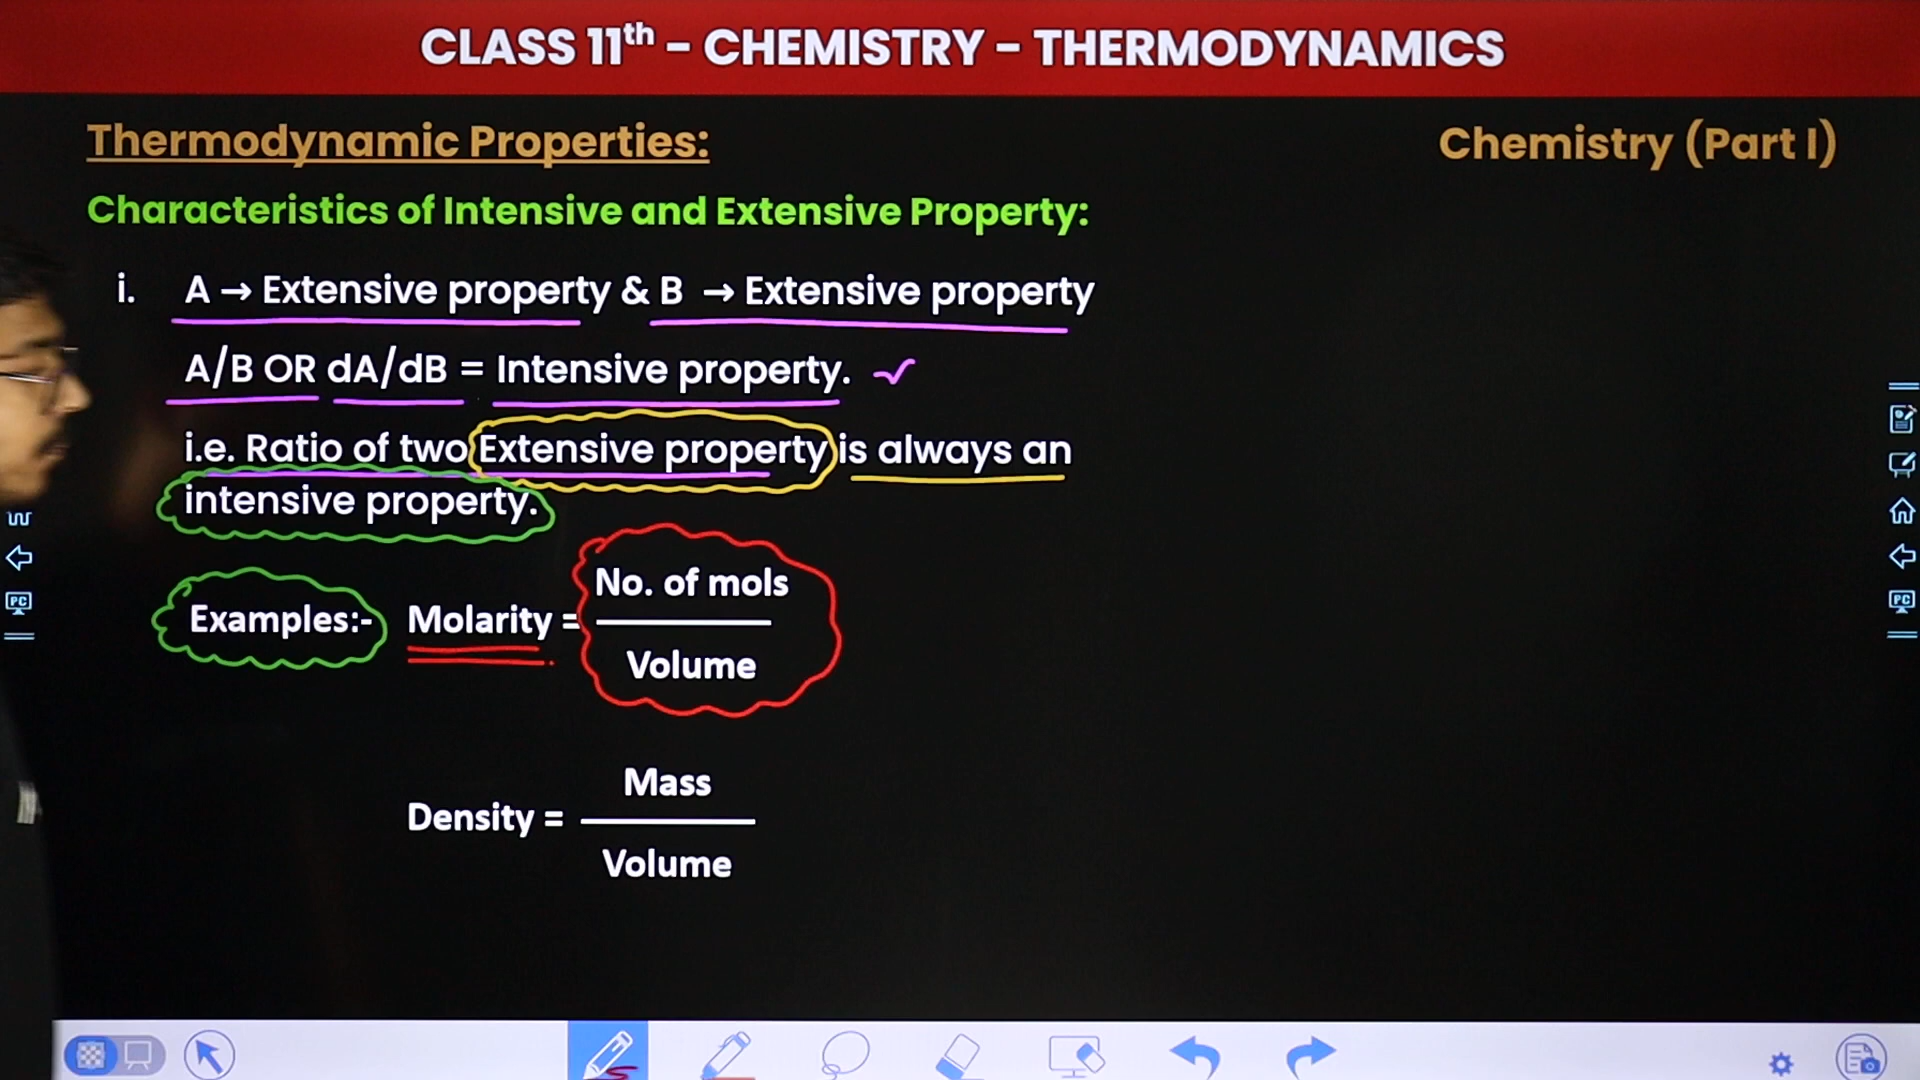 CLASS 11th - CHEMISTRY - THERMODYNAMICS
Thermodynamic Properties:
Chemistry (Part I)
Characteristics of Intensive and Extensive Property:
i. A → Extensive property & B → Extensive property
A/B OR dA/dB = Intensive property.
i.e. Ratio of two Extensive property is always an
intensive property.
Examples:- Molarity = No. of mols
Volume
Density = Mass
Volume
PC
PC